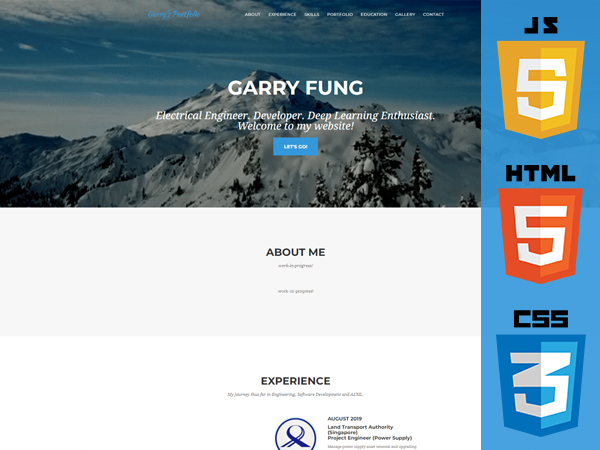 Garry's Portfolio
ABOUT
EXPERIENCE
SKILLS
PORTFOLIO
EDUCATION
GALLERY
CONTACT
GARRY FUNG
Electrical Engineer. Developer. Deep Learning Enthusiast.
Welcome to my website!
LET'S GO!
ABOUT ME
work-in-progress!
work-in-progress!
EXPERIENCE
My journey thus far in Engineering, Software Development and AI/ML.
AUGUST 2019
Land Transport Authority
(Singapore)
Project Engineer (Power Supply)
Manage power supply asset renewal and upgrading
JS
5
HTML
5
CSS
3